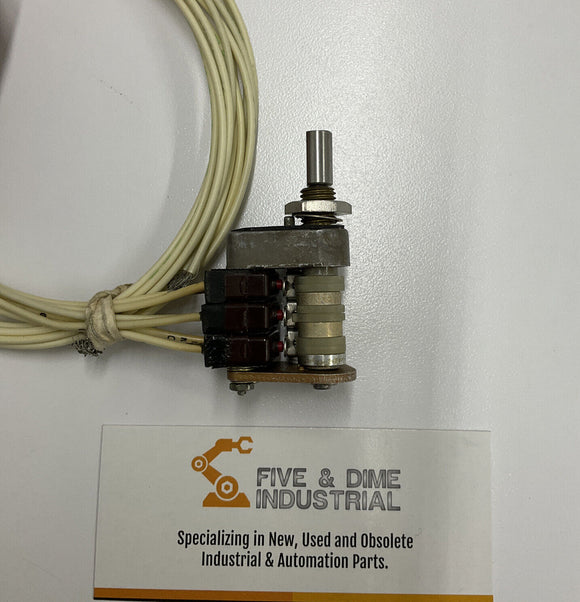 FIVE & DIME
INDUSTRIAL
Specializing in New, Used and Obsolete
Industrial & Automation Parts.